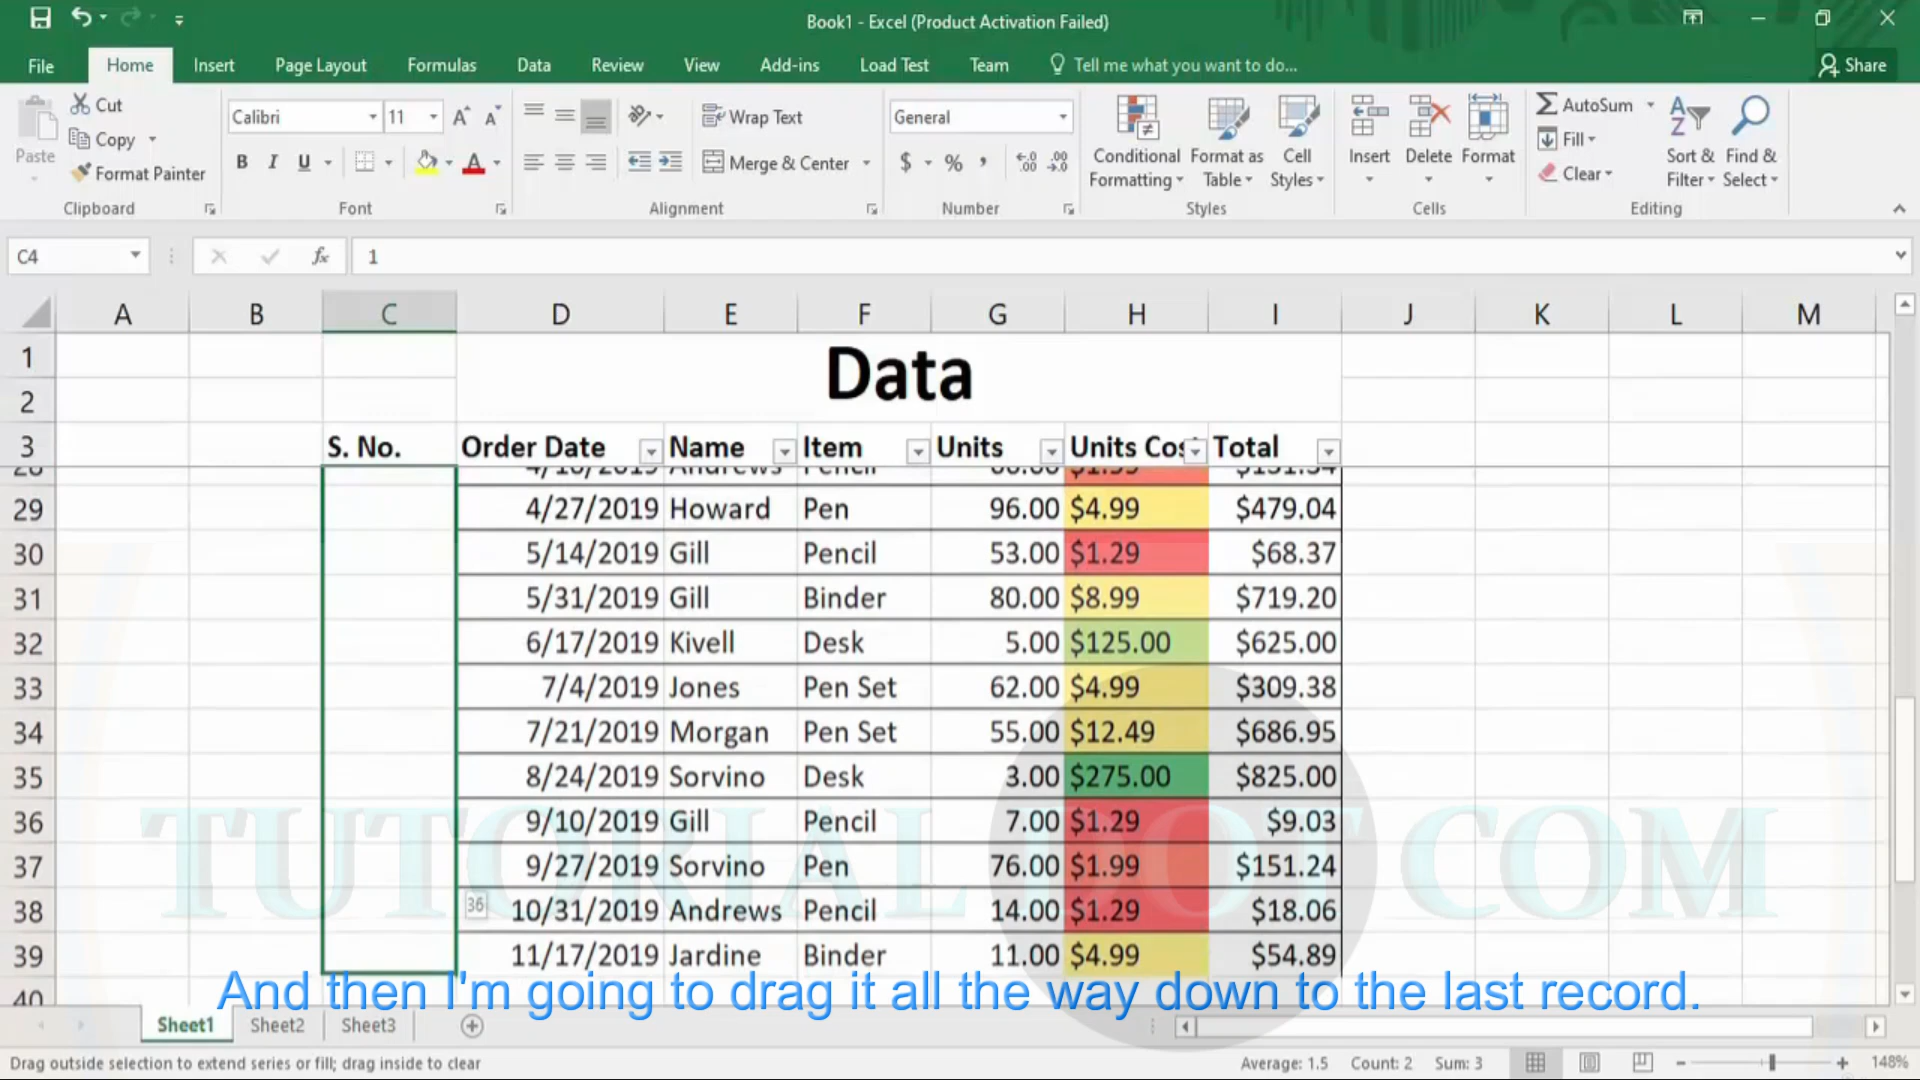 Book1 - Excel (Product Activation Failed)
File Home Insert Page Layout Formulas Data Review View Add-ins Load Test Team Tell me what you want to do... Share
Cut
Copy
Format Painter
Paste
Clipboard
Calibri 11
B I U
Font
Wrap Text
Merge & Center
Alignment
General
$ % ,
Number
Conditional Formatting
Format as Table
Cell Styles
Styles
Insert
Delete
Format
Cells
AutoSum
Fill
Clear
Sort & Filter
Find & Select
Editing
C4 fx 1
A B C D E F G H I J K L M
1 Data
2
3 S. No. Order Date Name Item Units Units Cos Total
29 4/27/2019 Howard Pen 96.00 $4.99 $479.04
30 5/14/2019 Gill Pencil 53.00 $1.29 $68.37
31 5/31/2019 Gill Binder 80.00 $8.99 $719.20
32 6/17/2019 Kivell Desk 5.00 $125.00 $625.00
33 7/4/2019 Jones Pen Set 62.00 $4.99 $309.38
34 7/21/2019 Morgan Pen Set 55.00 $12.49 $686.95
35 8/24/2019 Sorvino Desk 3.00 $275.00 $825.00
36 9/10/2019 Gill Pencil 7.00 $1.29 $9.03
37 9/27/2019 Sorvino Pen 76.00 $1.99 $151.24
TUTORIAL DOT COM
36
38 10/31/2019 Andrews Pencil 14.00 $1.29 $18.06
39 11/17/2019 Jardine Binder 11.00 $4.99 $54.89
40
And then I'm going to drag it all the way down to the last record.
Sheet1 Sheet2 Sheet3
Drag outside selection to extend series or fill; drag inside to clear Average: 1.5 Count: 2 Sum: 3 148%